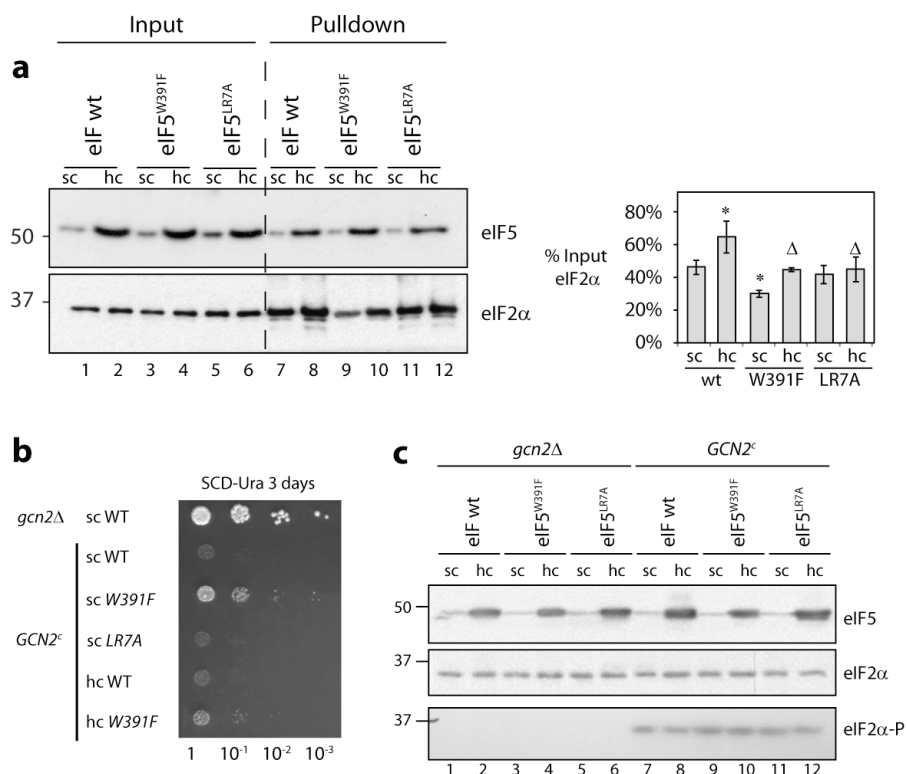 Input Pulldown
a
eIF wt eIF5W391F eIF5LR7A eIF wt eIF5W391F eIF5LR7A
sc hc sc hc sc hc sc hc sc hc sc hc
50 eIF5
37 eIF2α
1 2 3 4 5 6 7 8 9 10 11 12
% Input
eIF2α
80%
60%
40%
20%
0%
* * Δ Δ
sc hc sc hc sc hc
wt W391F LR7A
b
SCD-Ura 3 days
gcn2Δ sc WT
sc WT
sc W391F
GCN2c sc LR7A
hc WT
hc W391F
1 10-1 10-2 10-3
c
gcn2Δ GCN2c
eIF wt eIF5W391F eIF5LR7A eIF wt eIF5W391F eIF5LR7A
sc hc sc hc sc hc sc hc sc hc sc hc
50 eIF5
37 eIF2α
37 eIF2α-P
1 2 3 4 5 6 7 8 9 10 11 12